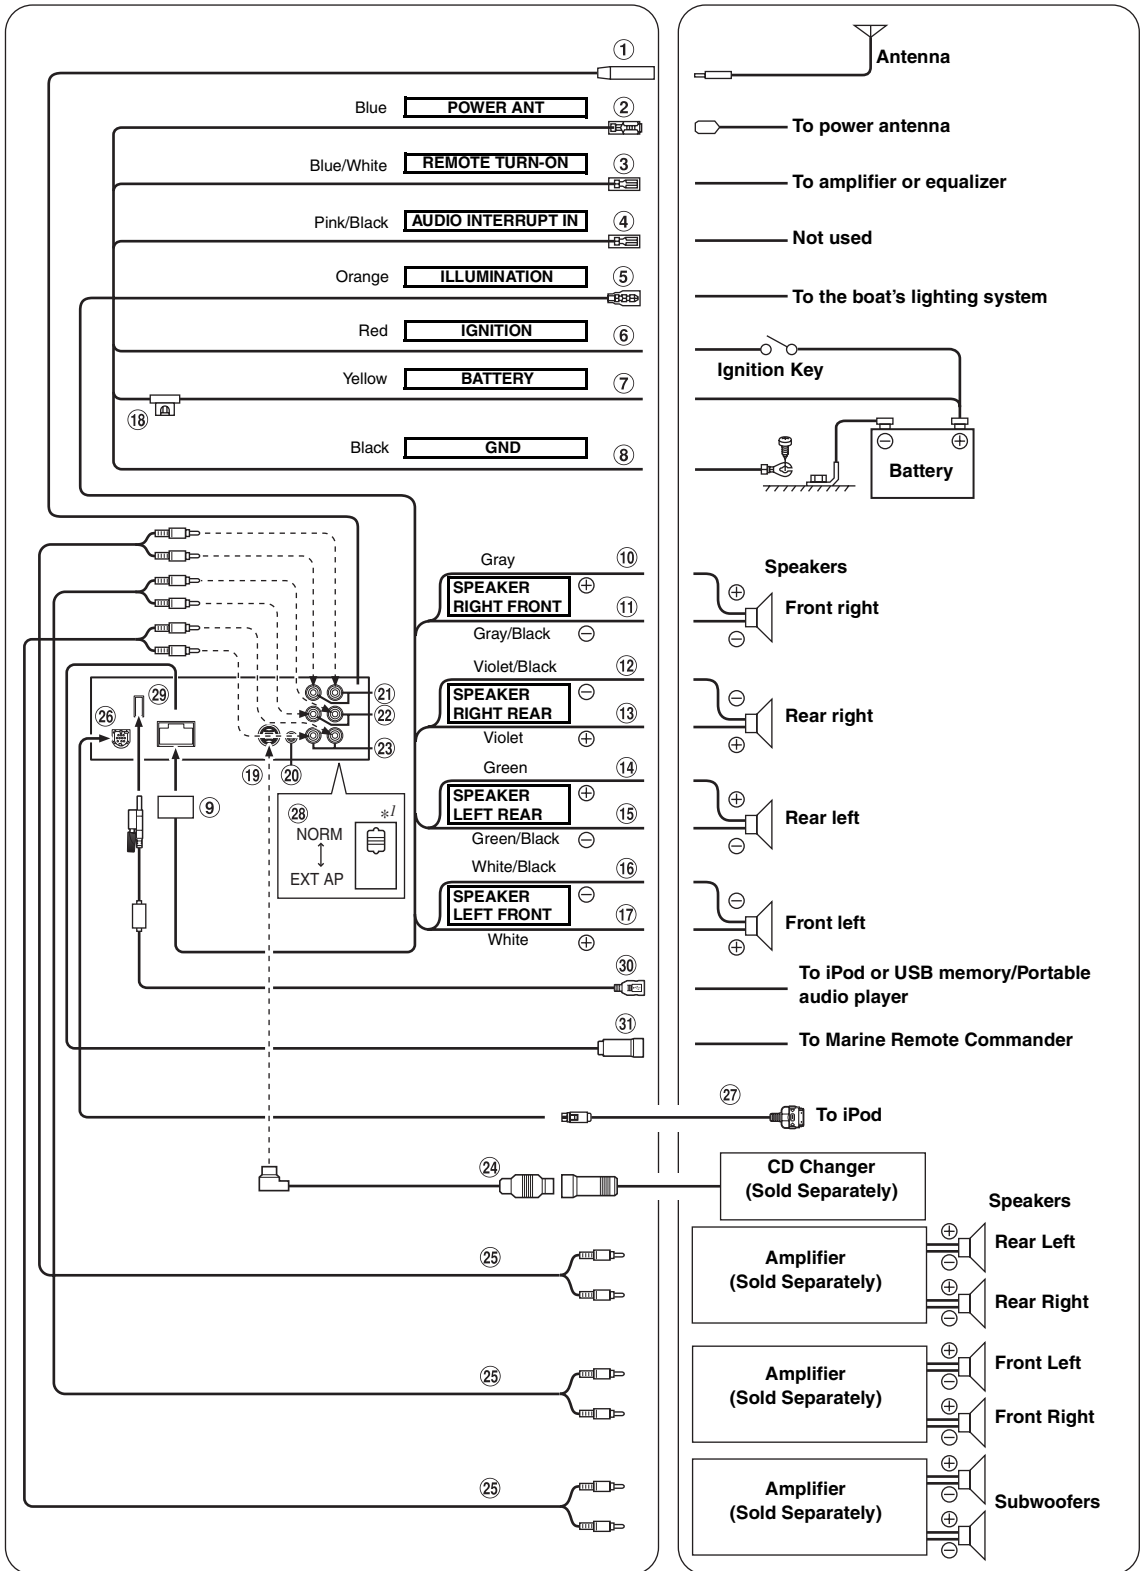 ①
Antenna
Blue POWER ANT ②
To power antenna
Blue/White REMOTE TURN-ON ③
To amplifier or equalizer
Pink/Black AUDIO INTERRUPT IN ④
Not used
Orange ILLUMINATION ⑤
To the boat's lighting system
Red IGNITION ⑥
Ignition Key
Yellow BATTERY ⑦
⑱
Black GND ⑧
⊖ ⊕
Battery
Gray ⑩
SPEAKER ⊕
RIGHT FRONT ⑪
Gray/Black ⊖
Speakers
⊕
Front right
⊖
Violet/Black ⑫
SPEAKER ⊖
RIGHT REAR ⑬
Violet ⊕
⊖
Rear right
⊕
Green ⑭
SPEAKER ⊕
LEFT REAR ⑮
Green/Black ⊖
⊕
Rear left
⊖
White/Black ⑯
SPEAKER ⊖
LEFT FRONT ⑰
White ⊕
⊖
Front left
⊕
㉙ ㉑
㉖ ㉒
㉓
⑲ ⑳
⑨
㉘ *1
NORM
EXT AP
㉚
To iPod or USB memory/Portable
audio player
㉛
To Marine Remote Commander
㉗
To iPod
㉔
CD Changer
(Sold Separately)
Speakers
㉕
Amplifier
(Sold Separately)
⊕
Rear Left
⊖
⊕
Rear Right
⊖
㉕
Amplifier
(Sold Separately)
⊕
Front Left
⊖
⊕
Front Right
⊖
㉕
Amplifier
(Sold Separately)
⊕
⊖
Subwoofers
⊕
⊖